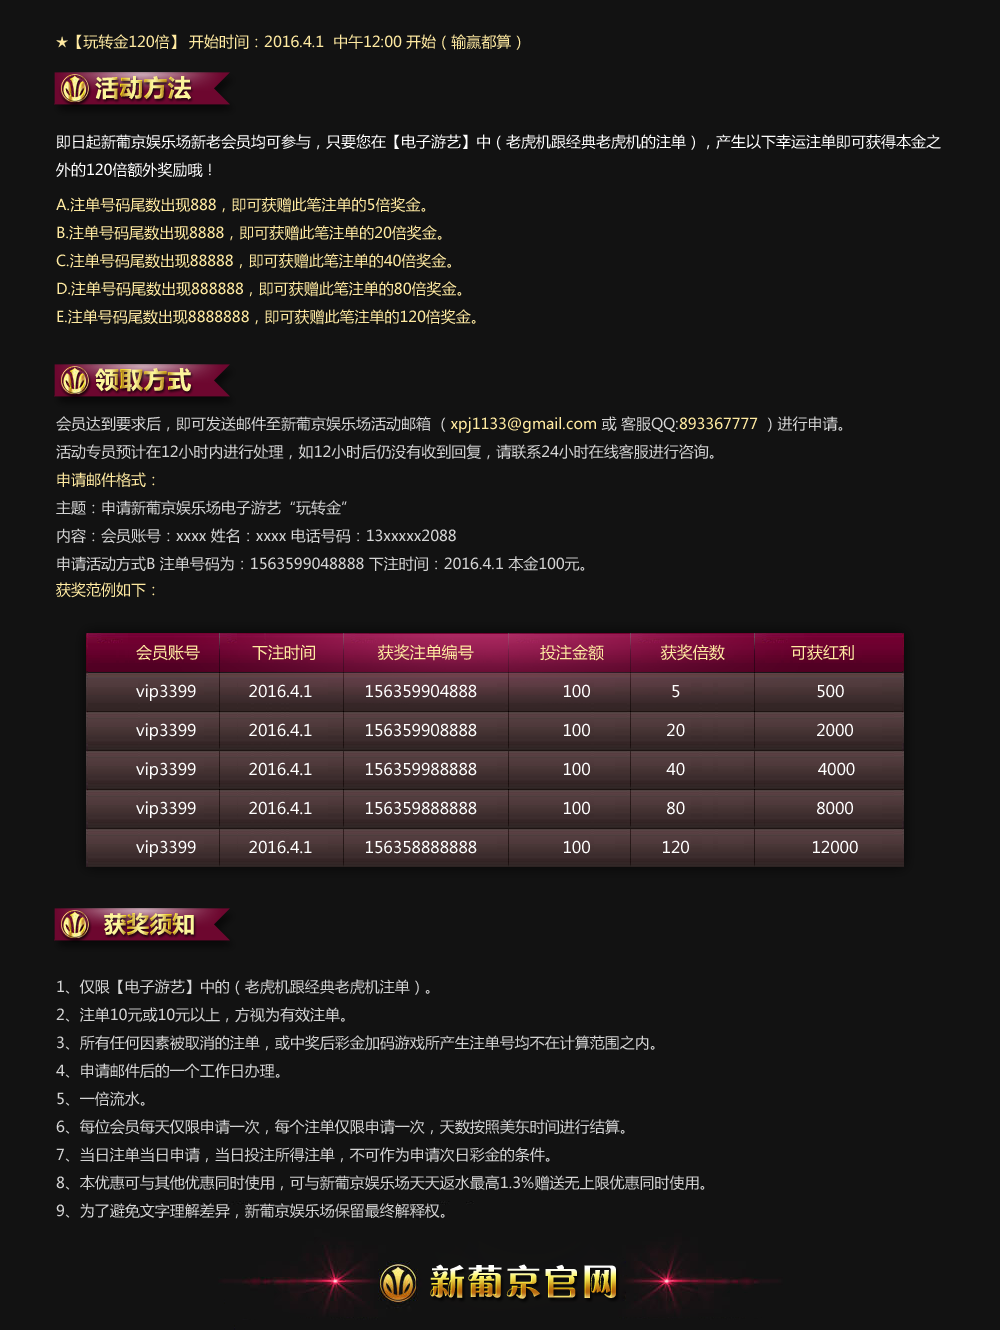 ★【玩转金120倍】 开始时间：2016.4.1 中午12:00 开始（输赢都算）
活动方法
即日起新葡京娱乐场新老会员均可参与，只要您在【电子游艺】中（老虎机跟经典老虎机的注单），产生以下幸运注单即可获得本金之
外的120倍额外奖励哦！
A.注单号码尾数出现888，即可获赠此笔注单的5倍奖金。
B.注单号码尾数出现8888，即可获赠此笔注单的20倍奖金。
C.注单号码尾数出现88888，即可获赠此笔注单的40倍奖金。
D.注单号码尾数出现888888，即可获赠此笔注单的80倍奖金。
E.注单号码尾数出现8888888，即可获赠此笔注单的120倍奖金。
领取方式
会员达到要求后，即可发送邮件至新葡京娱乐场活动邮箱 （xpj1133@gmail.com 或 客服QQ:893367777 ）进行申请。
活动专员预计在12小时内进行处理，如12小时后仍没有收到回复，请联系24小时在线客服进行咨询。
申请邮件格式：
主题：申请新葡京娱乐场电子游艺“玩转金”
内容：会员账号：xxxx 姓名：xxxx 电话号码：13xxxxx2088
申请活动方式B 注单号码为：1563599048888 下注时间：2016.4.1 本金100元。
获奖范例如下：
会员账号 下注时间 获奖注单编号 投注金额 获奖倍数 可获红利
vip3399 2016.4.1 156359904888 100 5 500
vip3399 2016.4.1 156359908888 100 20 2000
vip3399 2016.4.1 156359988888 100 40 4000
vip3399 2016.4.1 156359888888 100 80 8000
vip3399 2016.4.1 156358888888 100 120 12000
获奖须知
1、仅限【电子游艺】中的（老虎机跟经典老虎机注单）。
2、注单10元或10元以上，方视为有效注单。
3、所有任何因素被取消的注单，或中奖后彩金加码游戏所产生注单号均不在计算范围之内。
4、申请邮件后的一个工作日办理。
5、一倍流水。
6、每位会员每天仅限申请一次，每个注单仅限申请一次，天数按照美东时间进行结算。
7、当日注单当日申请，当日投注所得注单，不可作为申请次日彩金的条件。
8、本优惠可与其他优惠同时使用，可与新葡京娱乐场天天返水最高1.3%赠送无上限优惠同时使用。
9、为了避免文字理解差异，新葡京娱乐场保留最终解释权。
新葡京官网